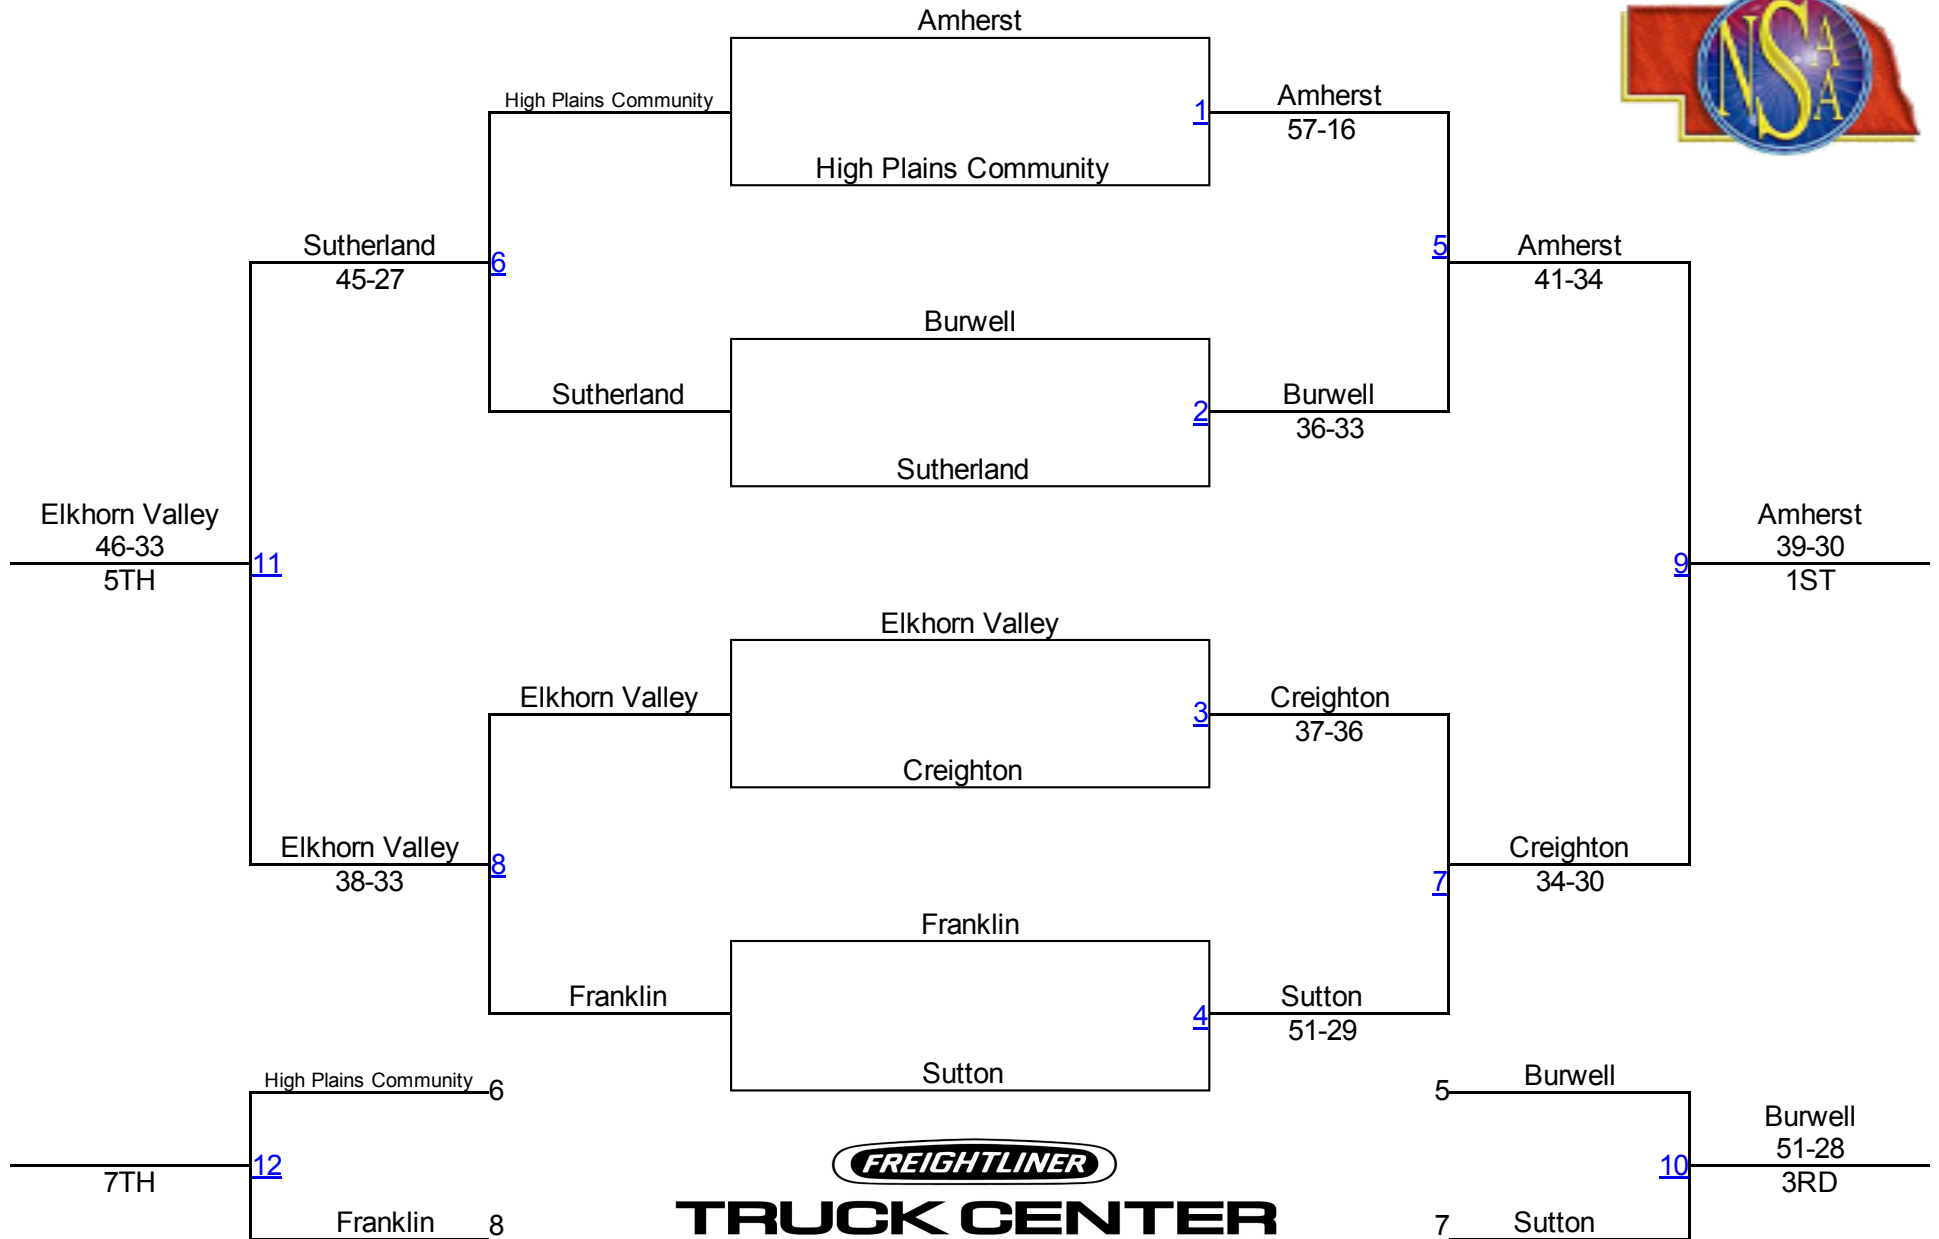 Amherst
NSAA
High Plains Community
1
Amherst
57-16
High Plains Community
Sutherland
45-27
6
5
Amherst
41-34
Burwell
Sutherland
2
Burwell
36-33
Sutherland
Elkhorn Valley
46-33
5TH
11
9
Amherst
39-30
1ST
Elkhorn Valley
Elkhorn Valley
3
Creighton
37-36
Creighton
Elkhorn Valley
38-33
8
7
Creighton
34-30
Franklin
Franklin
4
Sutton
51-29
Sutton
High Plains Community
6
5
Burwell
12
7TH
10
Burwell
51-28
3RD
Franklin
8
7
Sutton
FREIGHTLINER
TRUCK CENTER